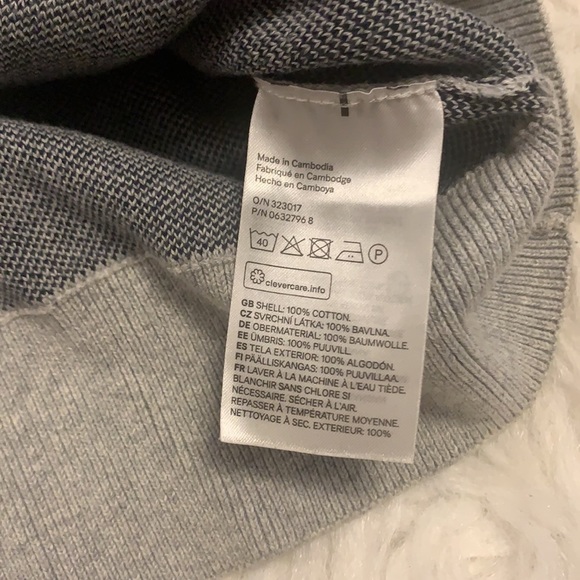 Made in Cambodia
Fabriqué en Cambodge
Hecho en Camboya
O/N 323017
P/N 0632796 8
40 P
clevercare.info
GB SHELL: 100% COTTON.
CZ SVRCHNÍ LÁTKA: 100% BAVLNA.
DE OBERMATERIAL: 100% BAUMWOLLE.
EE ÜMBRIS: 100% PUUVILL.
ES TELA EXTERIOR: 100% ALGODÓN.
FI PÄÄLLISKANGAS: 100% PUUVILLAA.
FR LAVER À LA MACHINE À L'EAU TIÈDE.
BLANCHIR SANS CHLORE SI
NÉCESSAIRE. SÉCHER À L'AIR.
REPASSER À TEMPÉRATURE MOYENNE.
NETTOYAGE À SEC. EXTERIEUR: 100%